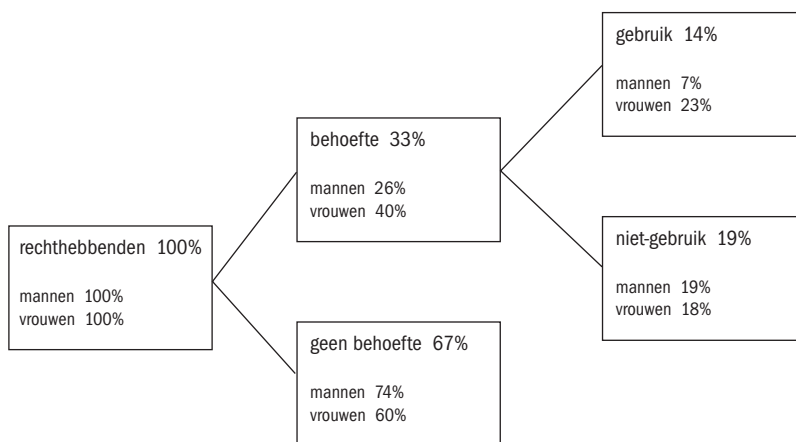 rechthebbenden 100%
mannen 100%
vrouwen 100%
behoefte 33%
mannen 26%
vrouwen 40%
geen behoefte 67%
mannen 74%
vrouwen 60%
gebruik 14%
mannen 7%
vrouwen 23%
niet-gebruik 19%
mannen 19%
vrouwen 18%